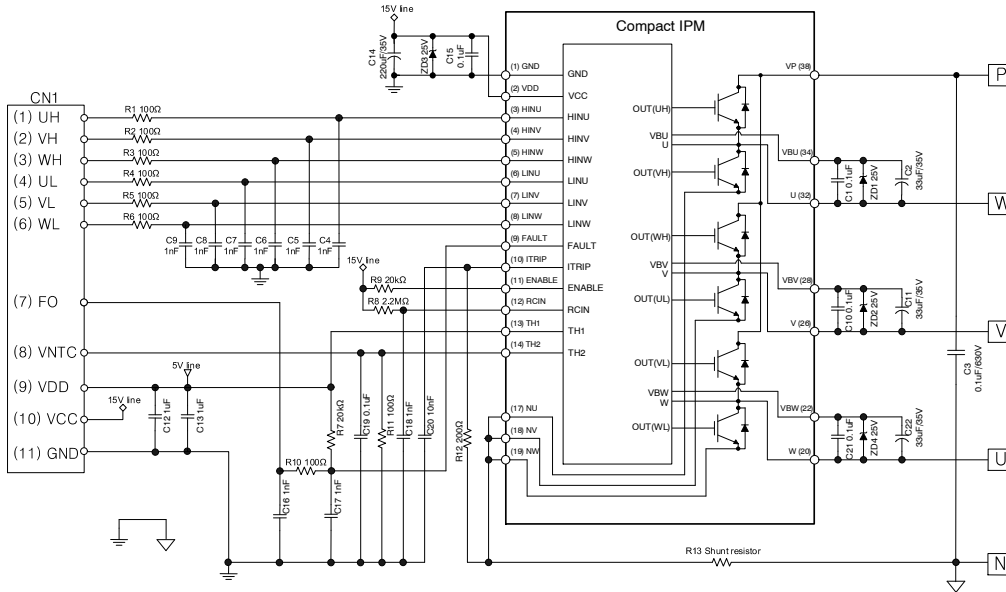 15V line
C14
220uF/35V
ZD3 25V
C15
0.1uF
Compact IPM
CN1
(1) UH
(2) VH
(3) WH
(4) UL
(5) VL
(6) WL
(7) FO
(8) VNTC
(9) VDD
(10) VCC
(11) GND
R1 100Ω
R2 100Ω
R3 100Ω
R4 100Ω
R5 100Ω
R6 100Ω
C9
1nF
C8
1nF
C7
1nF
C6
1nF
C5
1nF
C4
1nF
15V line
R9 20kΩ
R8 2.2MΩ
5V line
15V line
C12 1uF
C13 1uF
R7 20kΩ
R10 100Ω
C16 1nF
C17 1nF
C19 0.1uF
R11 100Ω
C18 1nF
C20 10nF
R12 200Ω
(1) GND
(2) VDD
(3) HINU
(4) HINV
(5) HINW
(6) LINU
(7) LINV
(8) LINW
(9) FAULT
(10) ITRIP
(11) ENABLE
(12) RCIN
(13) TH1
(14) TH2
(17) NU
(18) NV
(19) NW
GND
VCC
HINU
HINV
HINW
LINU
LINV
LINW
FAULT
ITRIP
ENABLE
RCIN
TH1
TH2
OUT(UH)
VBU
U
OUT(VH)
OUT(WH)
VBV
V
OUT(UL)
OUT(VL)
VBW
W
OUT(WL)
VP (38)
VBU (34)
U (32)
VBV (28)
V (26)
VBW (22)
W (20)
C1 0.1uF
ZD1 25V
C2
33uF/35V
C10 0.1uF
ZD2 25V
C11
33uF/35V
C21 0.1uF
ZD4 25V
C22
33uF/35V
C3
0.1uF/630V
R13 Shunt resistor
P
W
V
U
N